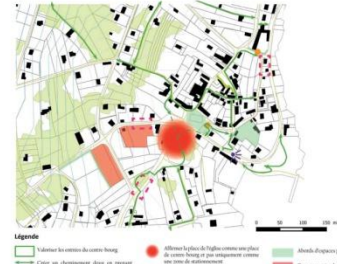 0 50 100
Légende
Valoriser les entrées du centre-bourg
Affirmer la place de l'église comme une place
de centre bourg et pas uniquement comme
une zone de stationnement
Abords d'espaces p
Créer un cheminement doux en prenant